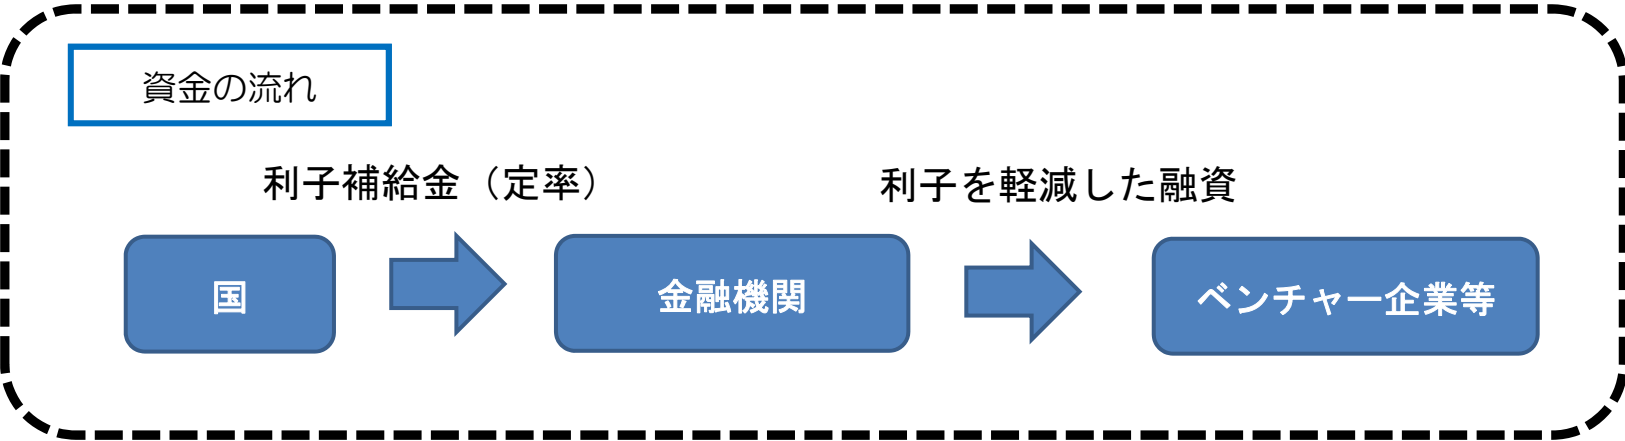 資金の流れ
利子補給金（定率）
利子を軽減した融資
国
金融機関
ベンチャー企業等